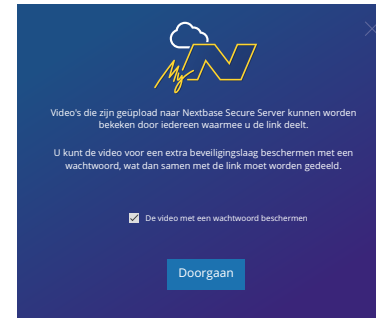 My N
Video's die zijn geüpload naar Nextbase Secure Server kunnen worden
bekeken door iedereen waarmee u de link deelt.
U kunt de video voor een extra beveiligingslaag beschermen met een
wachtwoord, wat dan samen met de link moet worden gedeeld.
De video met een wachtwoord beschermen
Doorgaan